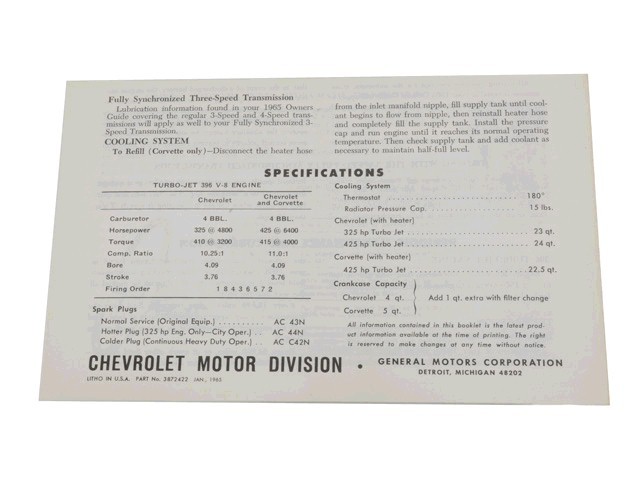 Fully Synchronized Three-Speed Transmission
Lubrication information found in your 1965 Owners
Guide covering the regular 3-Speed and 4-Speed trans-
missions will apply as well to your Fully Synchronized 3-
Speed Transmission.
COOLING SYSTEM
To Refill (Corvette only)—Disconnect the heater hose
from the inlet manifold nipple, fill supply tank until cool-
ant begins to flow from nipple, then reinstall heater hose
and completely fill the supply tank. Install the pressure
cap and run engine until it reaches its normal operating
temperature. Then check supply tank and add coolant as
necessary to maintain half-full level.
SPECIFICATIONS
TURBO-JET 396 V-8 ENGINE
Chevrolet Chevrolet and Corvette
Carburetor 4 BBL. 4 BBL.
Horsepower 325 @ 4800 425 @ 6400
Torque 410 @ 3200 415 @ 4000
Comp. Ratio 10.25:1 11.0:1
Bore 4.09 4.09
Stroke 3.76 3.76
Firing Order 1 8 4 3 6 5 7 2
Spark Plugs
Normal Service (Original Equip.) .......... AC 43N
Hotter Plug (325 hp Eng. Only—City Oper.) .. AC 44N
Colder Plug (Continuous Heavy Duty Oper.) .. AC C42N
Cooling System
Thermostat .............................. 180°
Radiator Pressure Cap. .................... 15 lbs.
Chevrolet (with heater)
325 hp Turbo Jet ........................ 23 qt.
425 hp Turbo Jet ........................ 24 qt.
Corvette (with heater)
425 hp Turbo Jet ........................ 22.5 qt.
Crankcase Capacity
Chevrolet 4 qt.
Corvette 5 qt.
Add 1 qt. extra with filter change
All information contained in this booklet is the latest prod-
uct information available at the time of printing. The right
is reserved to make changes at any time without notice.
CHEVROLET MOTOR DIVISION • GENERAL MOTORS CORPORATION
DETROIT, MICHIGAN 48202
LITHO IN U.S.A. PART No. 3872422 JAN., 1965